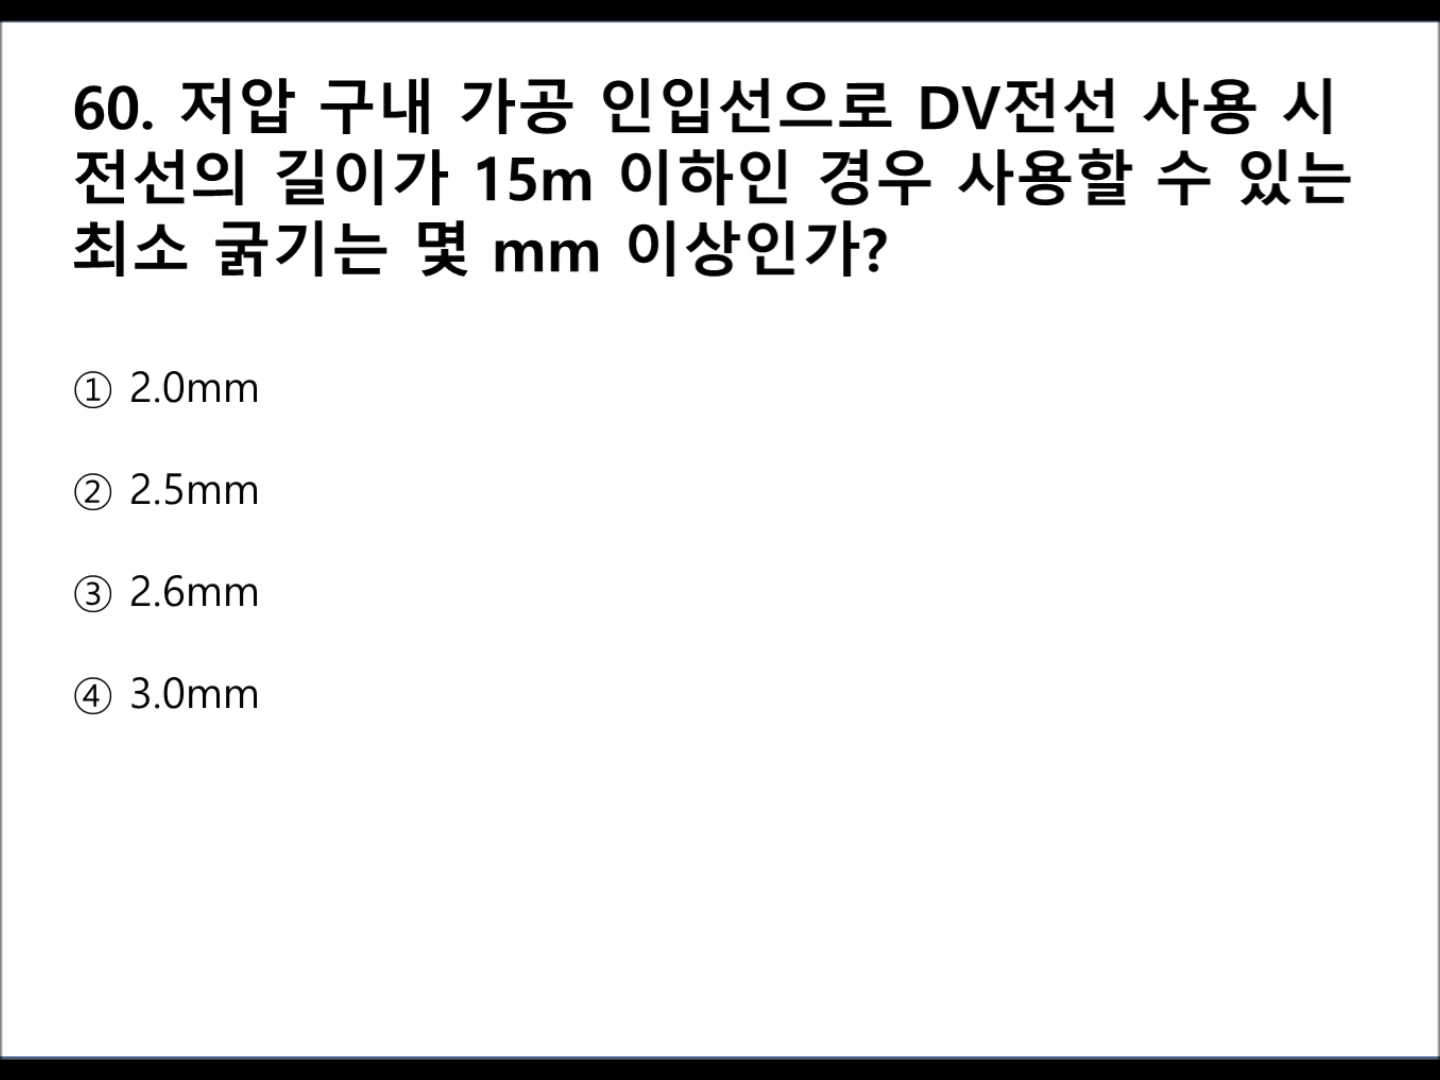 60. 저압 구내 가공 인입선으로 DV전선 사용 시
전선의 길이가 15m 이하인 경우 사용할 수 있는
최소 굵기는 몇 mm 이상인가?
① 2.0mm
② 2.5mm
③ 2.6mm
④ 3.0mm